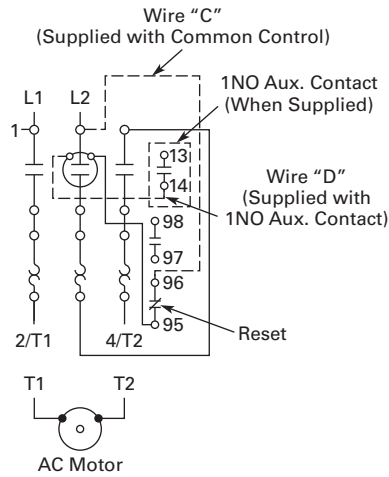 Wire “C”
(Supplied with Common Control)
1NO Aux. Contact
(When Supplied)
L1 L2
1
13
14
Wire “D”
(Supplied with
1NO Aux. Contact)
98
97
96
95
Reset
2/T1 4/T2
T1 T2
AC Motor